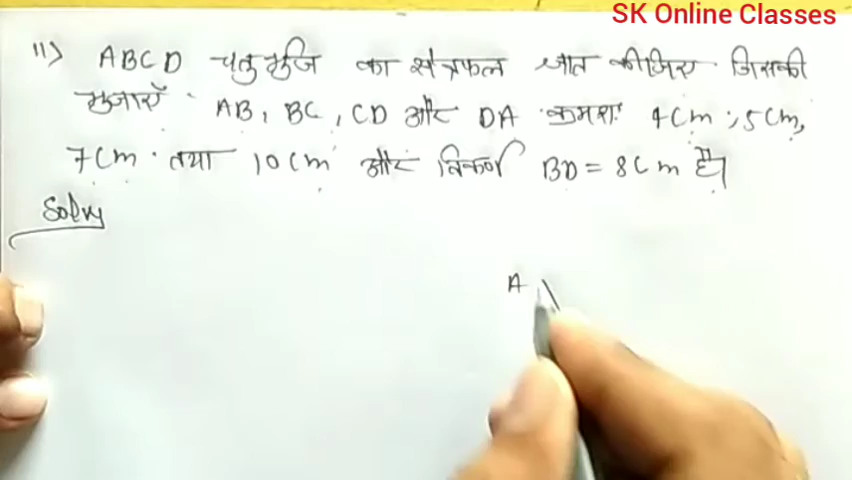 SK Online Classes
11> ABCD चतुर्भुज का क्षेत्रफल ज्ञात कीजिए जिसकी
भुजाएँ AB, BC, CD और DA क्रमशः 4cm, 5cm,
7cm तथा 10cm और विकर्ण BD = 8cm है।
Solve
A